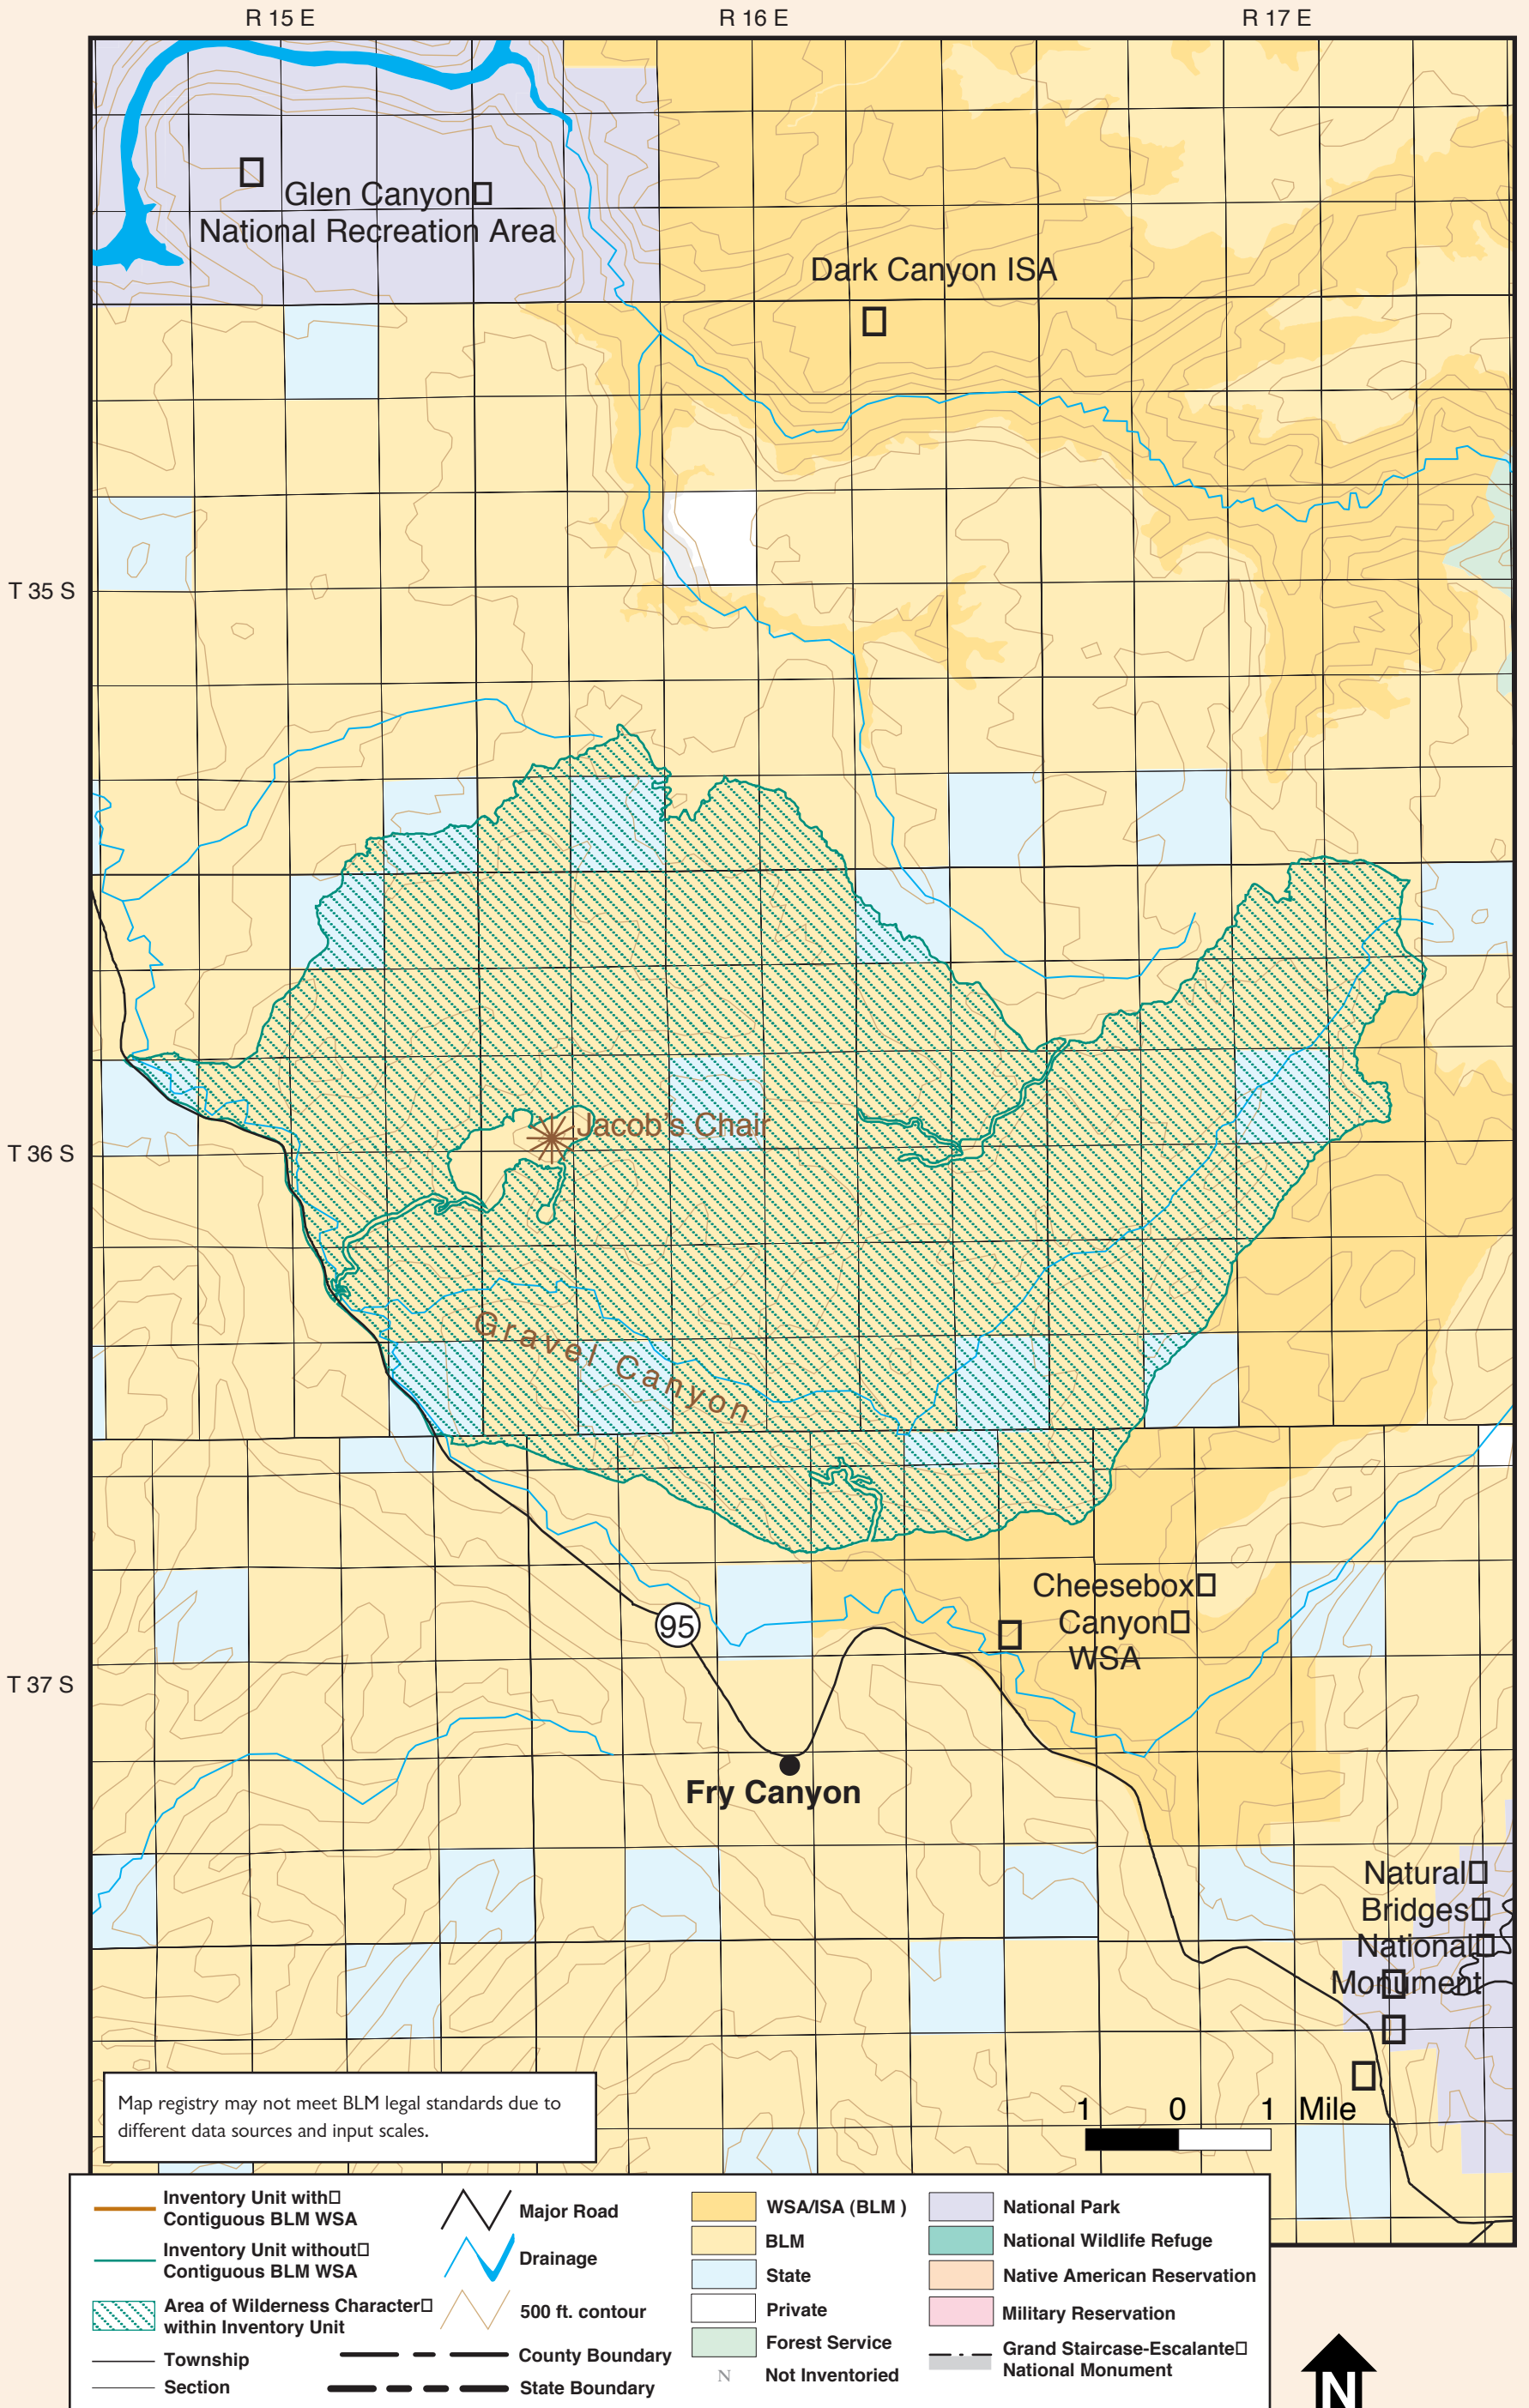 R 15 E
R 16 E
R 17 E
Glen Canyon
National Recreation Area
Dark Canyon ISA
T 35 S
Jacob's Chair
T 36 S
Gravel Canyon
Cheesebox
Canyon
WSA
95
T 37 S
Fry Canyon
Natural
Bridges
National
Monument
Map registry may not meet BLM legal standards due to
different data sources and input scales.
1 0 1 Mile
Inventory Unit with
Contiguous BLM WSA
Inventory Unit without
Contiguous BLM WSA
Area of Wilderness Character
within Inventory Unit
Township
Section
Major Road
Drainage
500 ft. contour
County Boundary
State Boundary
WSA/ISA (BLM )
BLM
State
Private
Forest Service
N Not Inventoried
National Park
National Wildlife Refuge
Native American Reservation
Military Reservation
Grand Staircase-Escalante
National Monument
N